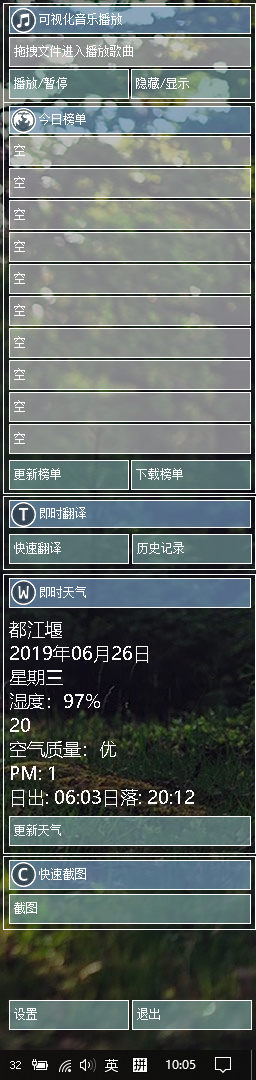 可视化音乐播放
拖拽文件进入播放歌曲
播放/暂停 隐藏/显示
今日榜单
空
空
空
空
空
空
空
空
空
空
更新榜单 下载榜单
T 即时翻译
快速翻译 历史记录
W 即时天气
都江堰
2019年06月26日
星期三
湿度：97%
20
空气质量：优
PM: 1
日出: 06:03日落: 20:12
更新天气
C 快速截图
截图
设置 退出
32 英 拼 10:05